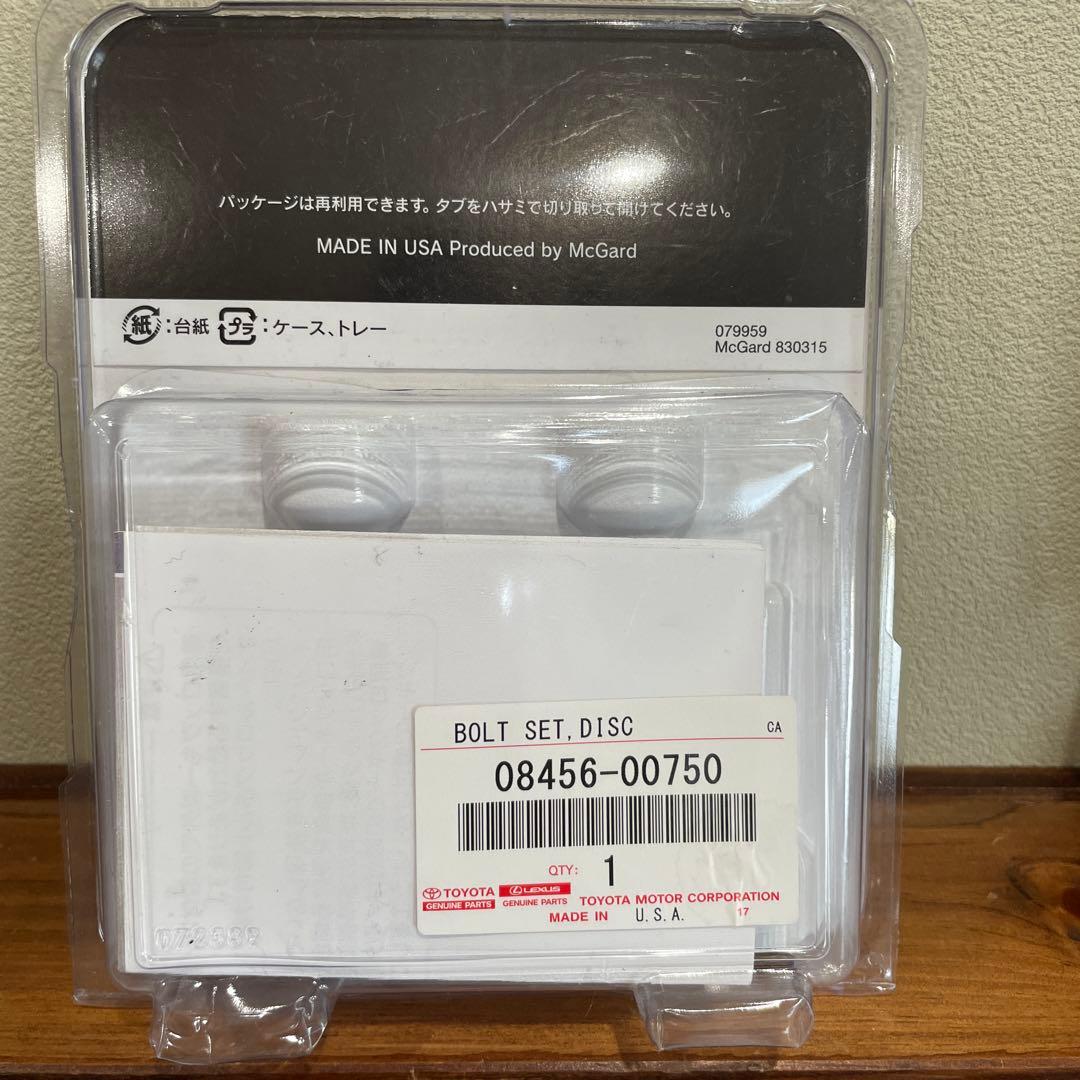 パッケージは再利用できます。タブをハサミで切り取って開けてください。
MADE IN USA Produced by McGard
紙:台紙 プラ:ケース、トレー
079959
McGard 830315
BOLT SET,DISC CA
08456-00750
QTY: 1
TOYOTA LEXUS
GENUINE PARTS GENUINE PARTS TOYOTA MOTOR CORPORATION
MADE IN U.S.A. 17